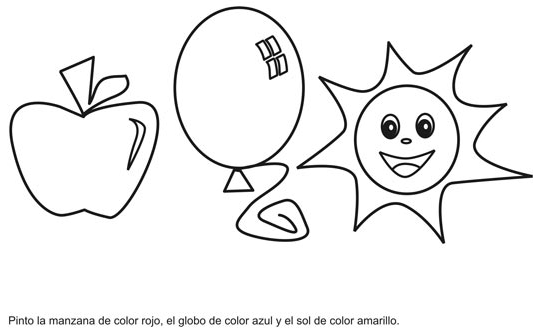 Pinto la manzana de color rojo, el globo de color azul y el sol de color amarillo.